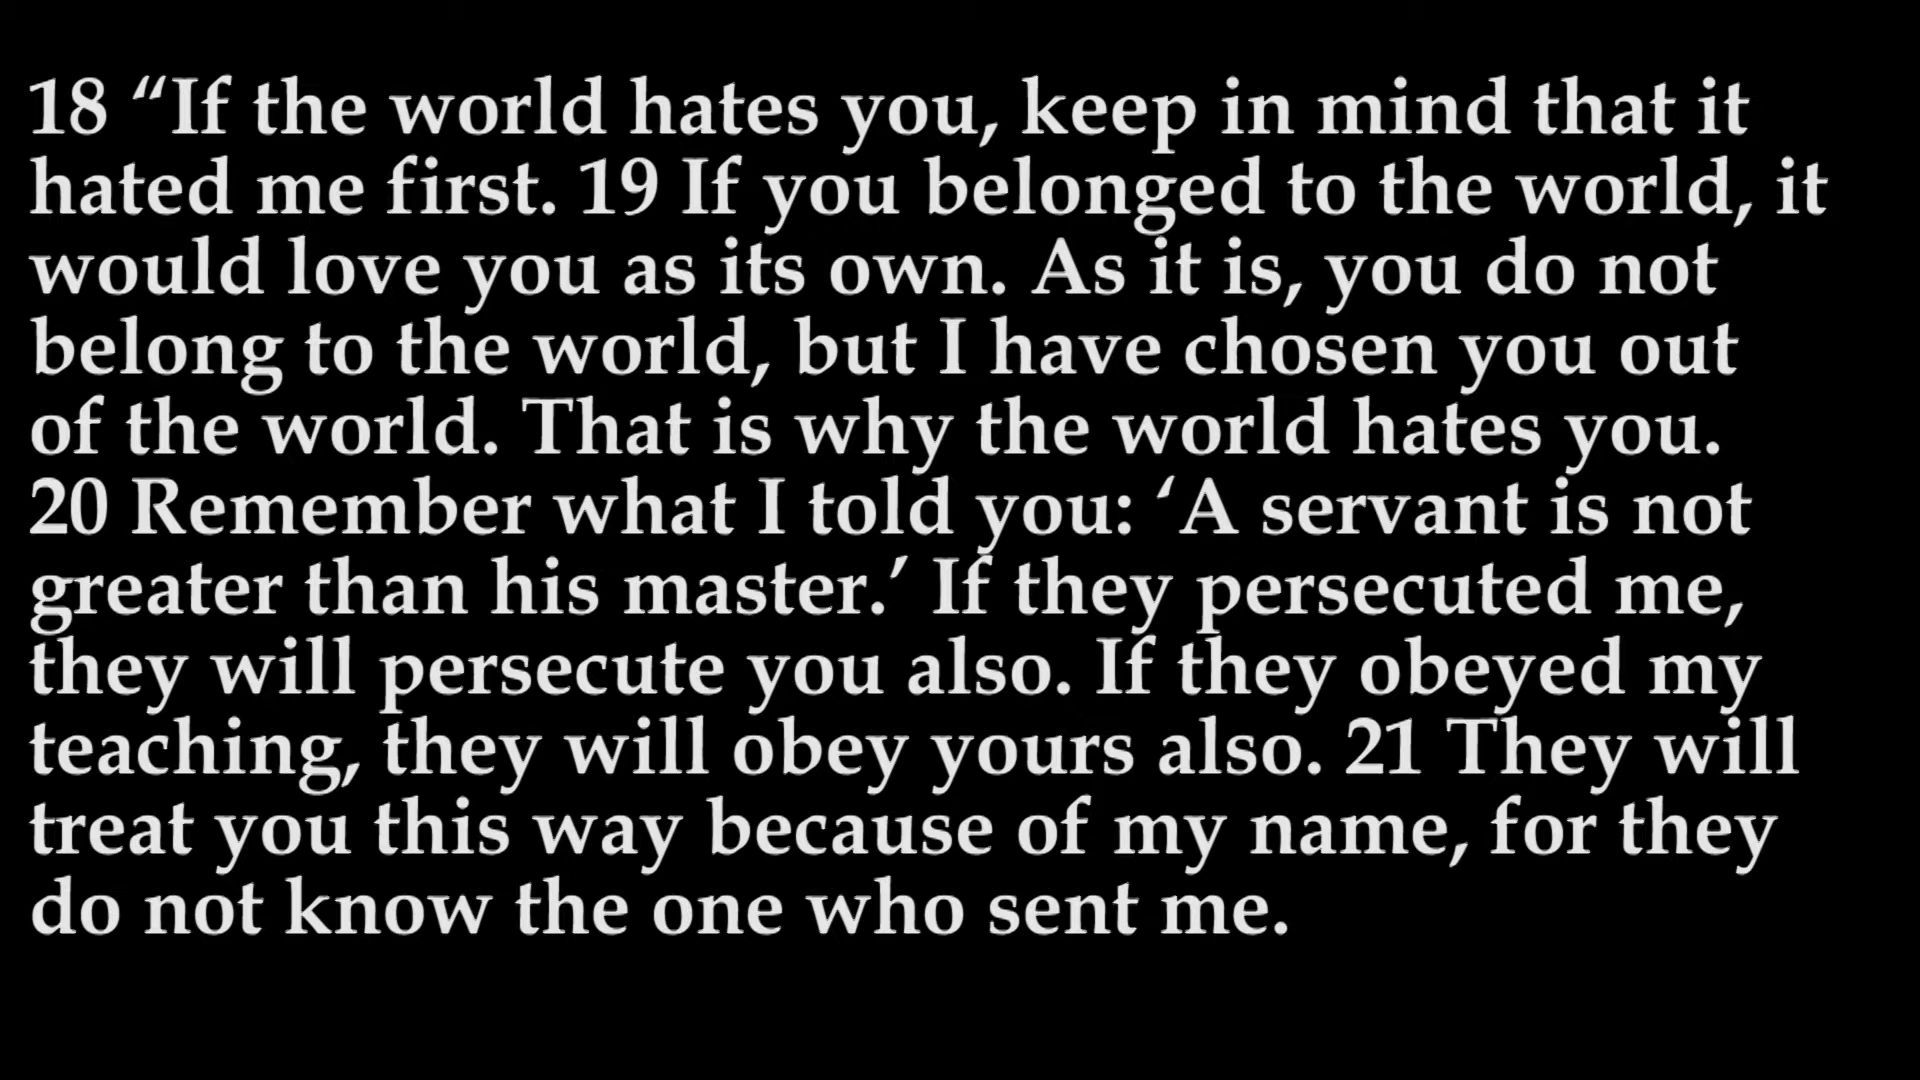 18 “If the world hates you, keep in mind that it
hated me first. 19 If you belonged to the world, it
would love you as its own. As it is, you do not
belong to the world, but I have chosen you out
of the world. That is why the world hates you.
20 Remember what I told you: ‘A servant is not
greater than his master.’ If they persecuted me,
they will persecute you also. If they obeyed my
teaching, they will obey yours also. 21 They will
treat you this way because of my name, for they
do not know the one who sent me.